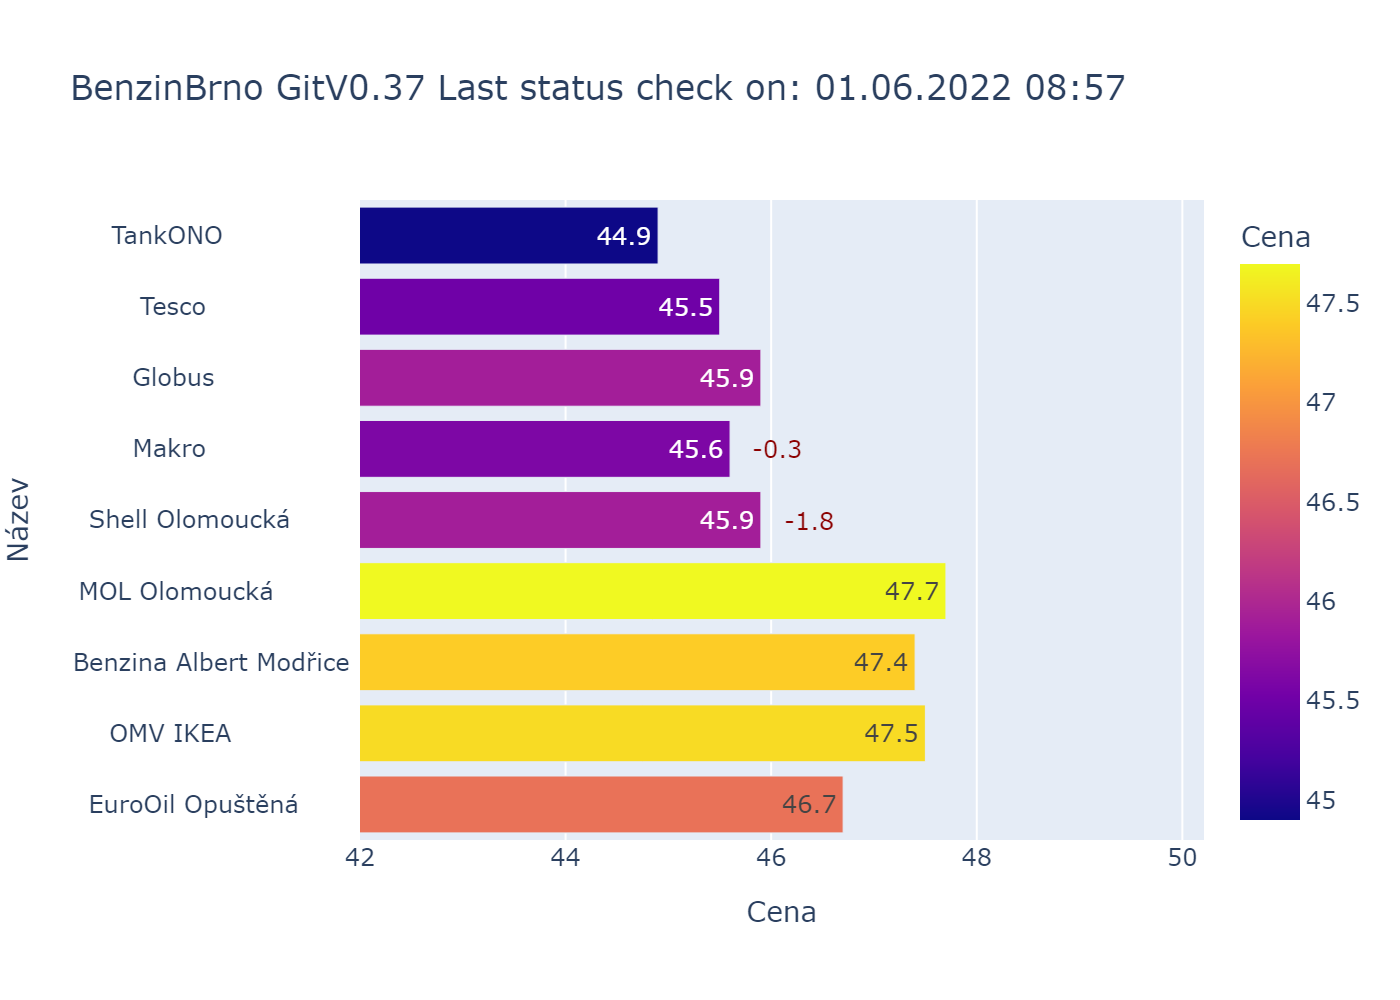 BenzinBrno GitV0.37 Last status check on: 01.06.2022 08:57
TankONO 44.9
Tesco 45.5
Globus 45.9
Makro 45.6 -0.3
Shell Olomoucká 45.9 -1.8
MOL Olomoucká 47.7
Benzina Albert Modřice 47.4
OMV IKEA 47.5
EuroOil Opuštěná 46.7
Název
42 44 46 48 50
Cena
Cena
47.5
47
46.5
46
45.5
45